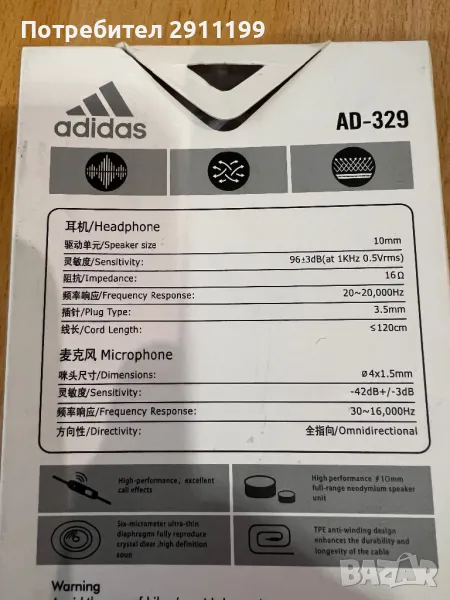 Потребител 2911199
adidas
AD-329
耳机/Headphone
驱动单元/Speaker size 10mm
灵敏度/Sensitivity: 96±3dB(at 1KHz 0.5Vrms)
阻抗/Impedance: 16Ω
频率响应/Frequency Response: 20~20,000Hz
插针/Plug Type: 3.5mm
线长/Cord Length: ≤120cm
麦克风 Microphone
咪头尺寸/Dimensions: ø4x1.5mm
灵敏度/Sensitivity: -42dB+/-3dB
频率响应/Frequency Response: 30~16,000Hz
方向性/Directivity: 全指向/Omnidirectional
High-performance, excellent
call effects
High performance ∮10mm
full-range neodymium speaker
unit
Six-micrometer ultra-thin
diaphragms fully reproduce
crystal clear ,high definition
soun
TPE anti-winding design
enhances the durability and
longevity of the cable
Warning
bazar.bg